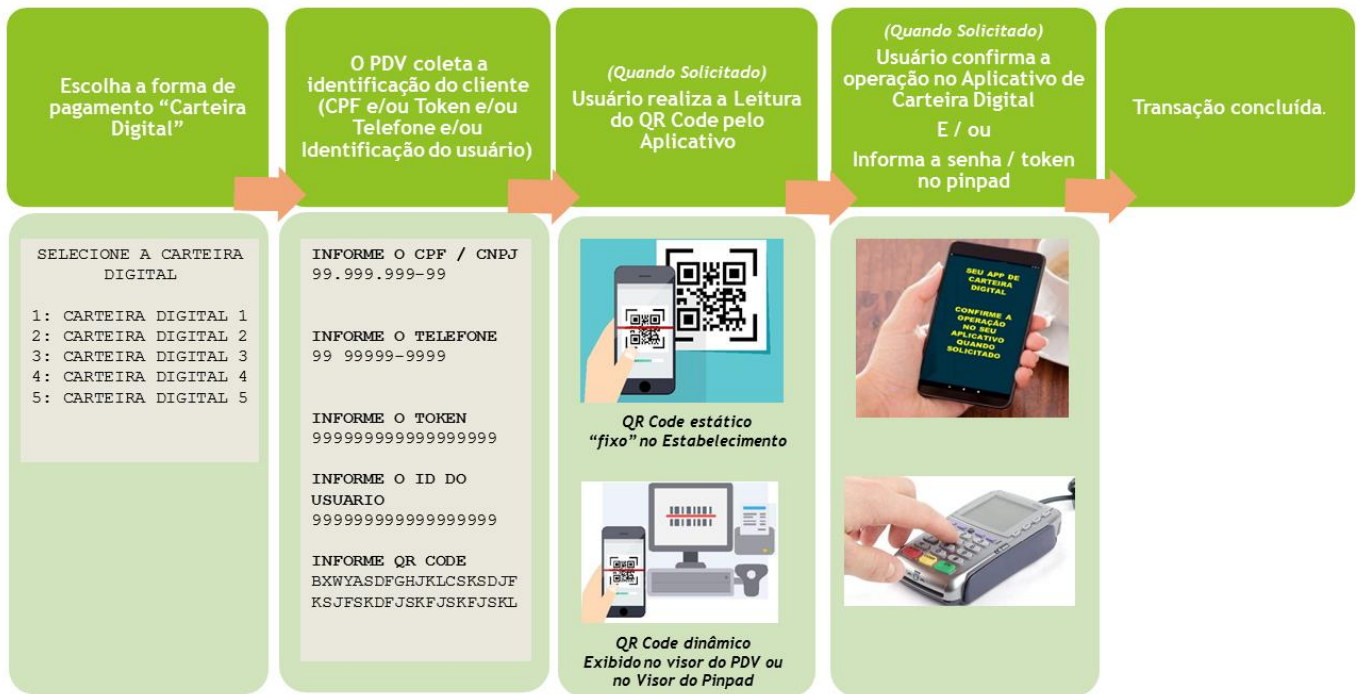 Escolha a forma de
pagamento “Carteira
Digital”
O PDV coleta a
identificação do cliente
(CPF e/ou Token e/ou
Telefone e/ou
Identificação do usuário)
(Quando Solicitado)
Usuário realiza a Leitura
do QR Code pelo
Aplicativo
(Quando Solicitado)
Usuário confirma a
operação no Aplicativo de
Carteira Digital
E / ou
Informa a senha / token
no pinpad
Transação concluída.
SELECIONE A CARTEIRA
DIGITAL
1: CARTEIRA DIGITAL 1
2: CARTEIRA DIGITAL 2
3: CARTEIRA DIGITAL 3
4: CARTEIRA DIGITAL 4
5: CARTEIRA DIGITAL 5
INFORME O CPF / CNPJ
99.999.999-99
INFORME O TELEFONE
99 99999-9999
INFORME O TOKEN
999999999999999999
INFORME O ID DO
USUARIO
999999999999999999
INFORME QR CODE
BXWYASDFGHJKLCSKSDJF
KSJFSKDFJSKFJSKFJSKL
QR Code estático
“fixo” no Estabelecimento
QR Code dinâmico
Exibido no visor do PDV ou
no Visor do Pinpad
SEU APP DE
CARTEIRA
DIGITAL
CONFIRME A
OPERAÇÃO
NO SEU
APLICATIVO
QUANDO
SOLICITADO